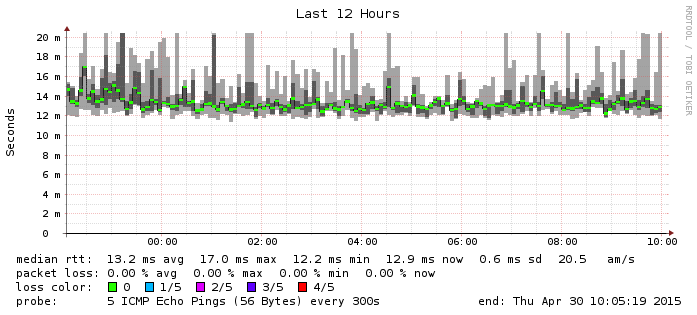 Last 12 Hours
RRDTOOL / TOBI OETIKER
Seconds
20 m
18 m
16 m
14 m
12 m
10 m
8 m
6 m
4 m
2 m
0
00:00 02:00 04:00 06:00 08:00 10:00
median rtt: 13.2 ms avg 17.0 ms max 12.2 ms min 12.9 ms now 0.6 ms sd 20.5 am/s
packet loss: 0.00 % avg 0.00 % max 0.00 % min 0.00 % now
loss color: 0 1/5 2/5 3/5 4/5
probe: 5 ICMP Echo Pings (56 Bytes) every 300s end: Thu Apr 30 10:05:19 2015